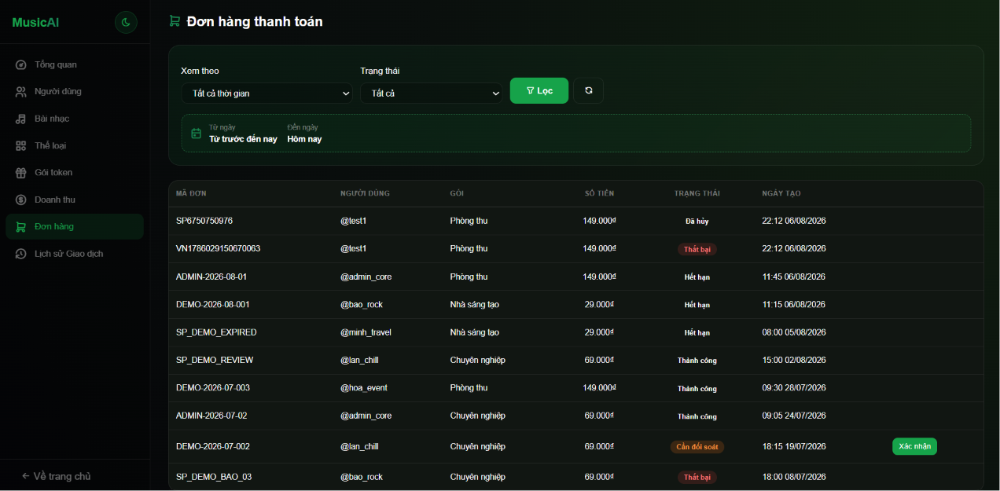 MusicAI
Tổng quan
Người dùng
Bài nhạc
Thể loại
Gói token
Doanh thu
Đơn hàng
Lịch sử Giao dịch
Về trang chủ
Đơn hàng thanh toán
Xem theo Trạng thái
Tất cả thời gian Tất cả Lọc
Từ ngày Đến ngày
Từ trước đến nay Hôm nay
MÃ ĐƠN NGƯỜI DÙNG GÓI SỐ TIỀN TRẠNG THÁI NGÀY TẠO
SP6750750976 @test1 Phòng thu 149.000₫ Đã hủy 22:12 06/08/2026
VN1786029150670063 @test1 Phòng thu 149.000₫ Thất bại 22:12 06/08/2026
ADMIN-2026-08-01 @admin_core Phòng thu 149.000₫ Hết hạn 11:45 06/08/2026
DEMO-2026-08-001 @bao_rock Nhà sáng tạo 29.000₫ Hết hạn 11:15 06/08/2026
SP_DEMO_EXPIRED @minh_travel Nhà sáng tạo 29.000₫ Hết hạn 08:00 05/08/2026
SP_DEMO_REVIEW @lan_chill Chuyên nghiệp 69.000₫ Thành công 15:00 02/08/2026
DEMO-2026-07-003 @hoa_event Phòng thu 149.000₫ Thành công 09:30 28/07/2026
ADMIN-2026-07-02 @admin_core Chuyên nghiệp 69.000₫ Thành công 09:05 24/07/2026
DEMO-2026-07-002 @lan_chill Chuyên nghiệp 69.000₫ Cần đối soát 18:15 19/07/2026 Xác nhận
SP_DEMO_BAO_03 @bao_rock Chuyên nghiệp 69.000₫ Thất bại 18:00 08/07/2026